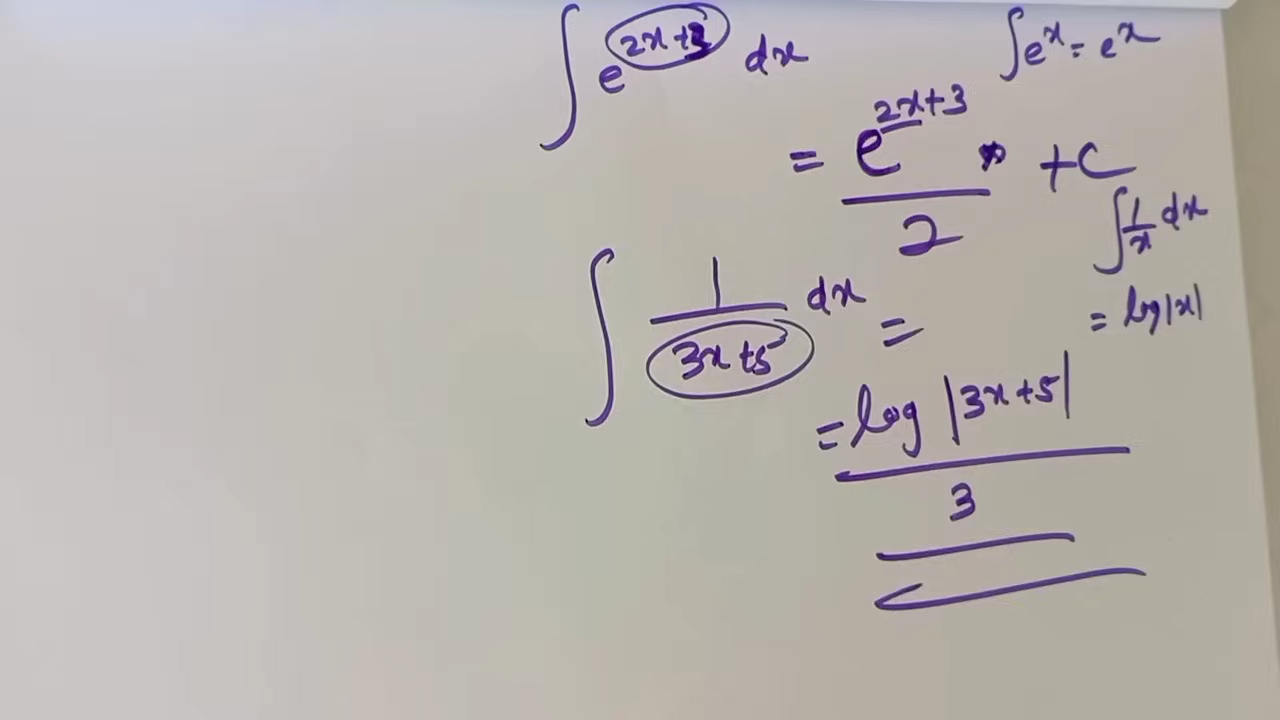 ∫ e^(2x+3) dx
∫e^x = e^x
= e^(2x+3)/2 + C
∫ 1/x dx
= log|x|
∫ 1/(3x+5) dx =
= log |3x+5|/3